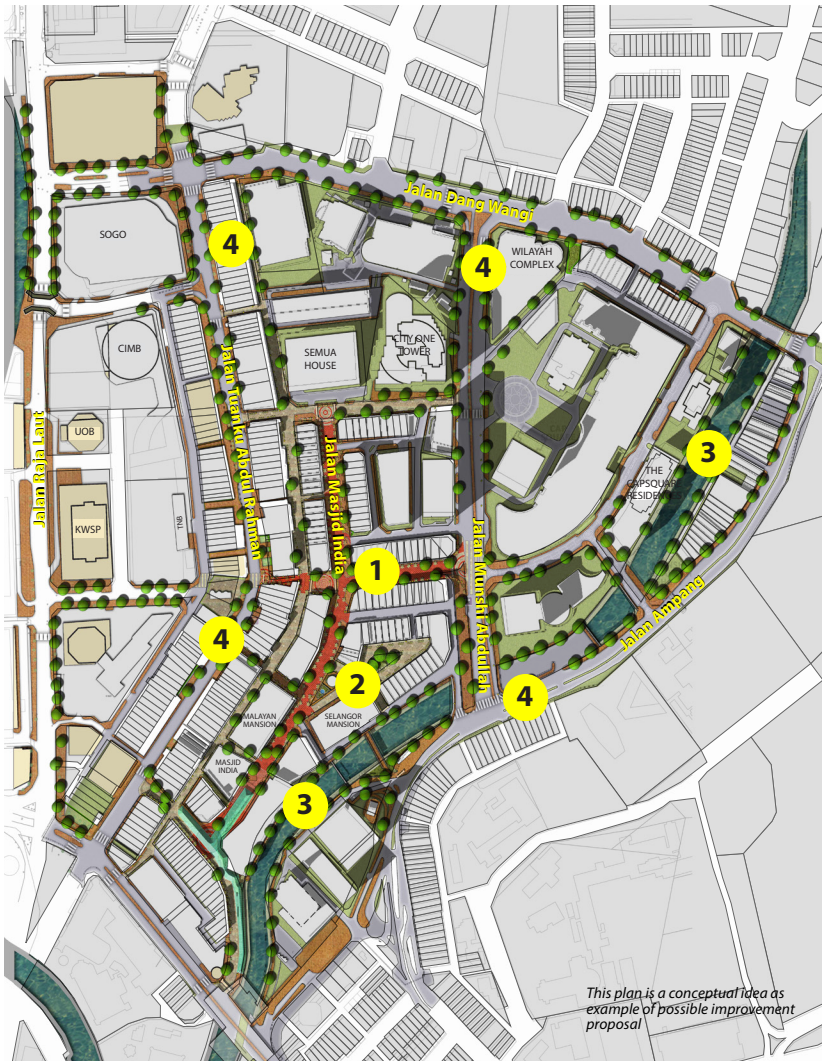 Jalan Dang Wangi
SOGO
4
4
WILAYAH
COMPLEX
CIMB
SEMUA
HOUSE
CITY ONE
TOWER
Jalan Raja Laut
Jalan Tuanku Abdul Rahman
Jalan Masjid India
UOB
3
THE
CAPSQUARE
RESIDENCES
KWSP
TNB
Jalan Munshi Abdullah
1
Jalan Ampang
4
2
4
MALAYAN
MANSION
SELANGOR
MANSION
MASJID
INDIA
3
This plan is a conceptual idea as
example of possible improvement
proposal